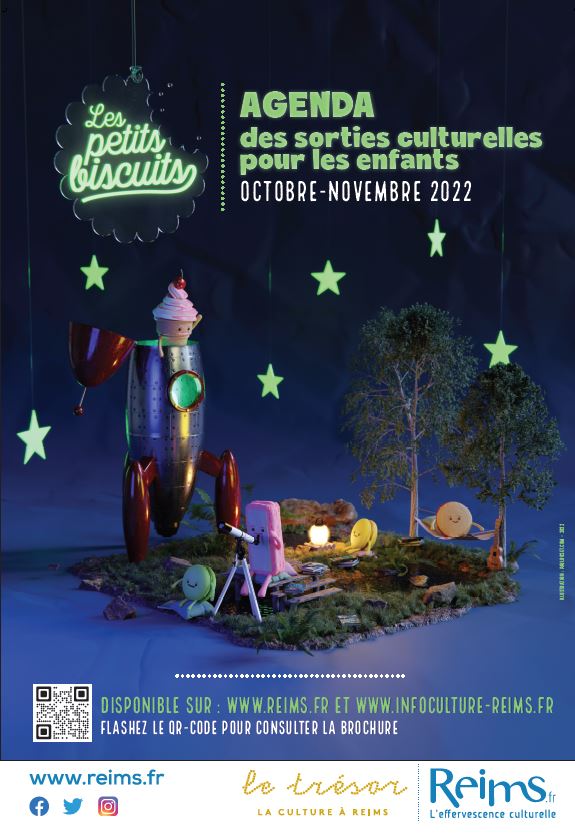 Les
petits
biscuits
AGENDA
des sorties culturelles
pour les enfants
OCTOBRE-NOVEMBRE 2022
DISPONIBLE SUR : WWW.REIMS.FR ET WWW.INFOCULTURE-REIMS.FR
FLASHEZ LE QR-CODE POUR CONSULTER LA BROCHURE
www.reims.fr
le trésor
LA CULTURE À REIMS
Reims.fr
L'effervescence culturelle